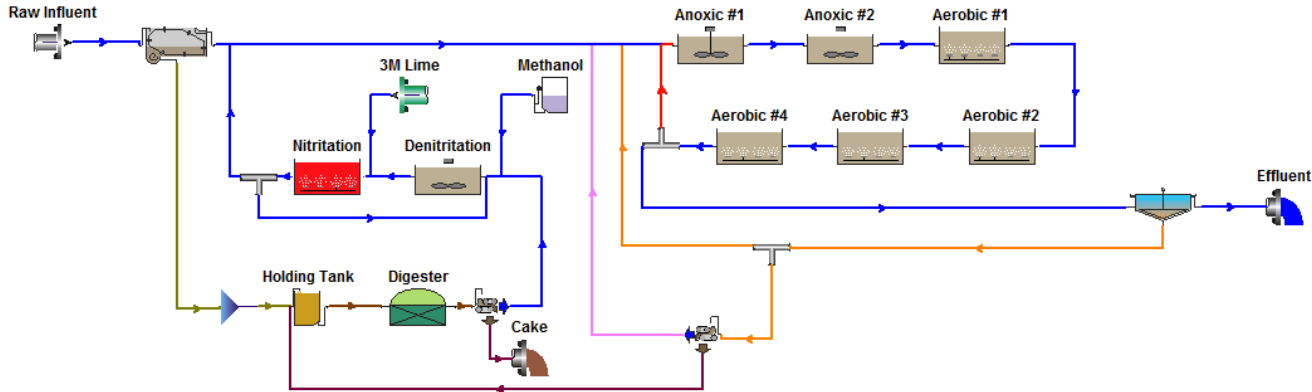 Raw Influent
Anoxic #1
Anoxic #2
Aerobic #1
3M Lime
Methanol
Aerobic #4
Aerobic #3
Aerobic #2
Nitritation
Denitritation
Effluent
Holding Tank
Digester
Cake